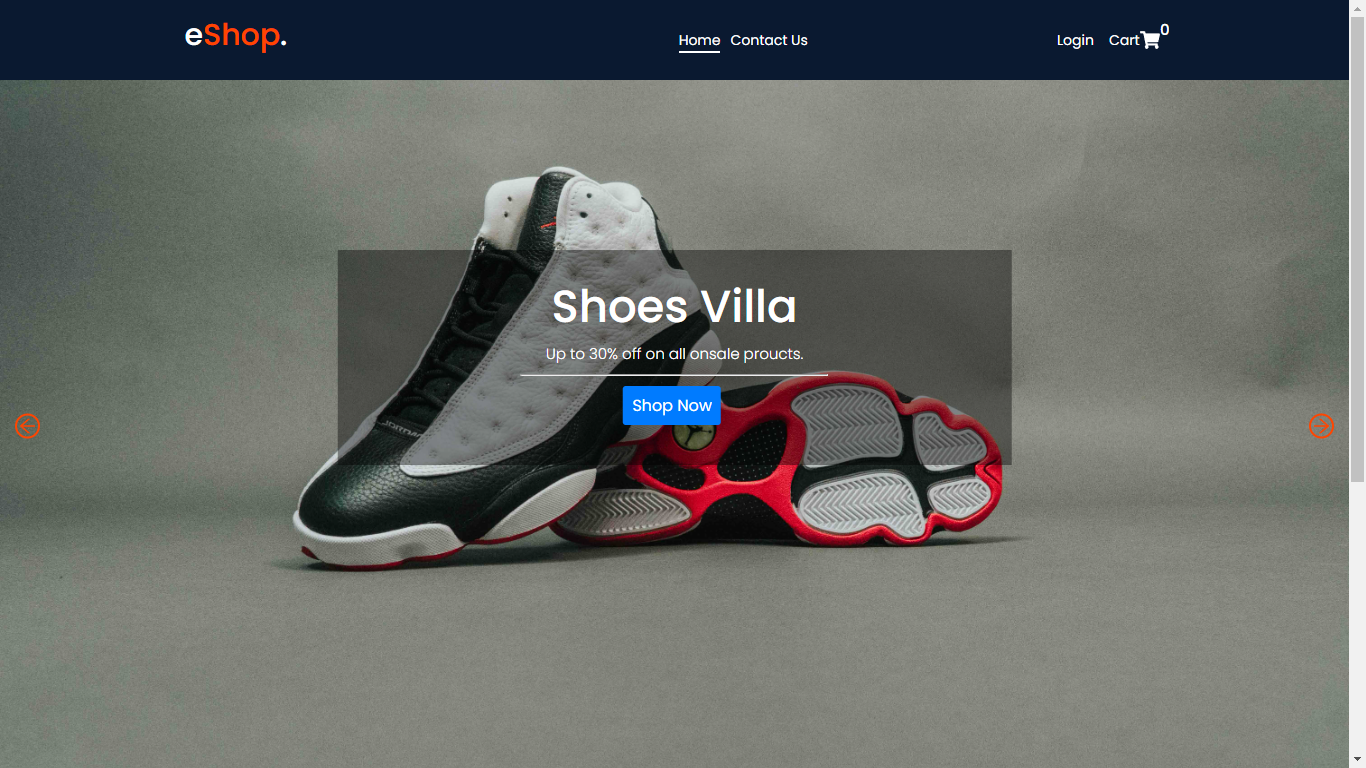 eShop.
Home Contact Us
Login Cart 0
Shoes Villa
Up to 30% off on all onsale proucts.
Shop Now